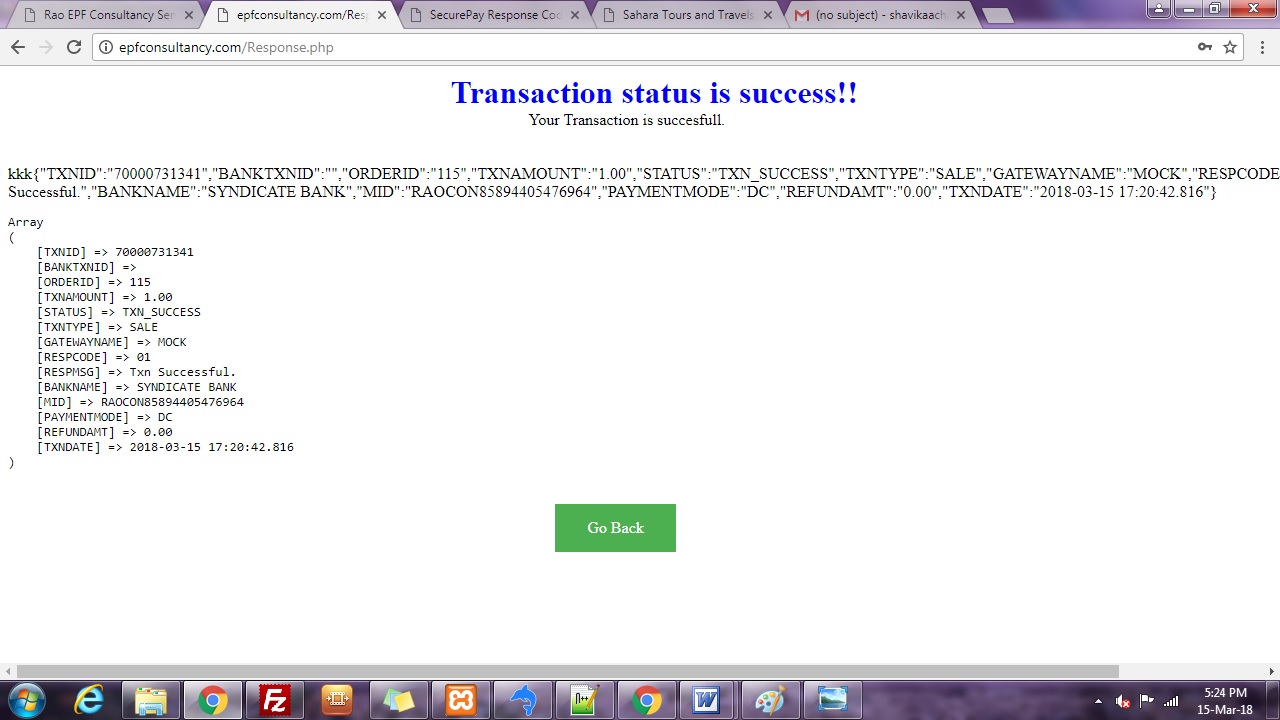 Rao EPF Consultancy Ser
epfconsultancy.com/Resp
SecurePay Response Cod
Sahara Tours and Travels
(no subject) - shavikaach
epfconsultancy.com/Response.php
Transaction status is success!!
Your Transaction is succesfull.
kkk{"TXNID":"70000731341","BANKTXNID":"","ORDERID":"115","TXNAMOUNT":"1.00","STATUS":"TXN_SUCCESS","TXNTYPE":"SALE","GATEWAYNAME":"MOCK","RESPCODE
Successful.","BANKNAME":"SYNDICATE BANK","MID":"RAOCON85894405476964","PAYMENTMODE":"DC","REFUNDAMT":"0.00","TXNDATE":"2018-03-15 17:20:42.816"}
Array
(
[TXNID] => 70000731341
[BANKTXNID] =>
[ORDERID] => 115
[TXNAMOUNT] => 1.00
[STATUS] => TXN_SUCCESS
[TXNTYPE] => SALE
[GATEWAYNAME] => MOCK
[RESPCODE] => 01
[RESPMSG] => Txn Successful.
[BANKNAME] => SYNDICATE BANK
[MID] => RAOCON85894405476964
[PAYMENTMODE] => DC
[REFUNDAMT] => 0.00
[TXNDATE] => 2018-03-15 17:20:42.816
)
Go Back
5:24 PM
15-Mar-18